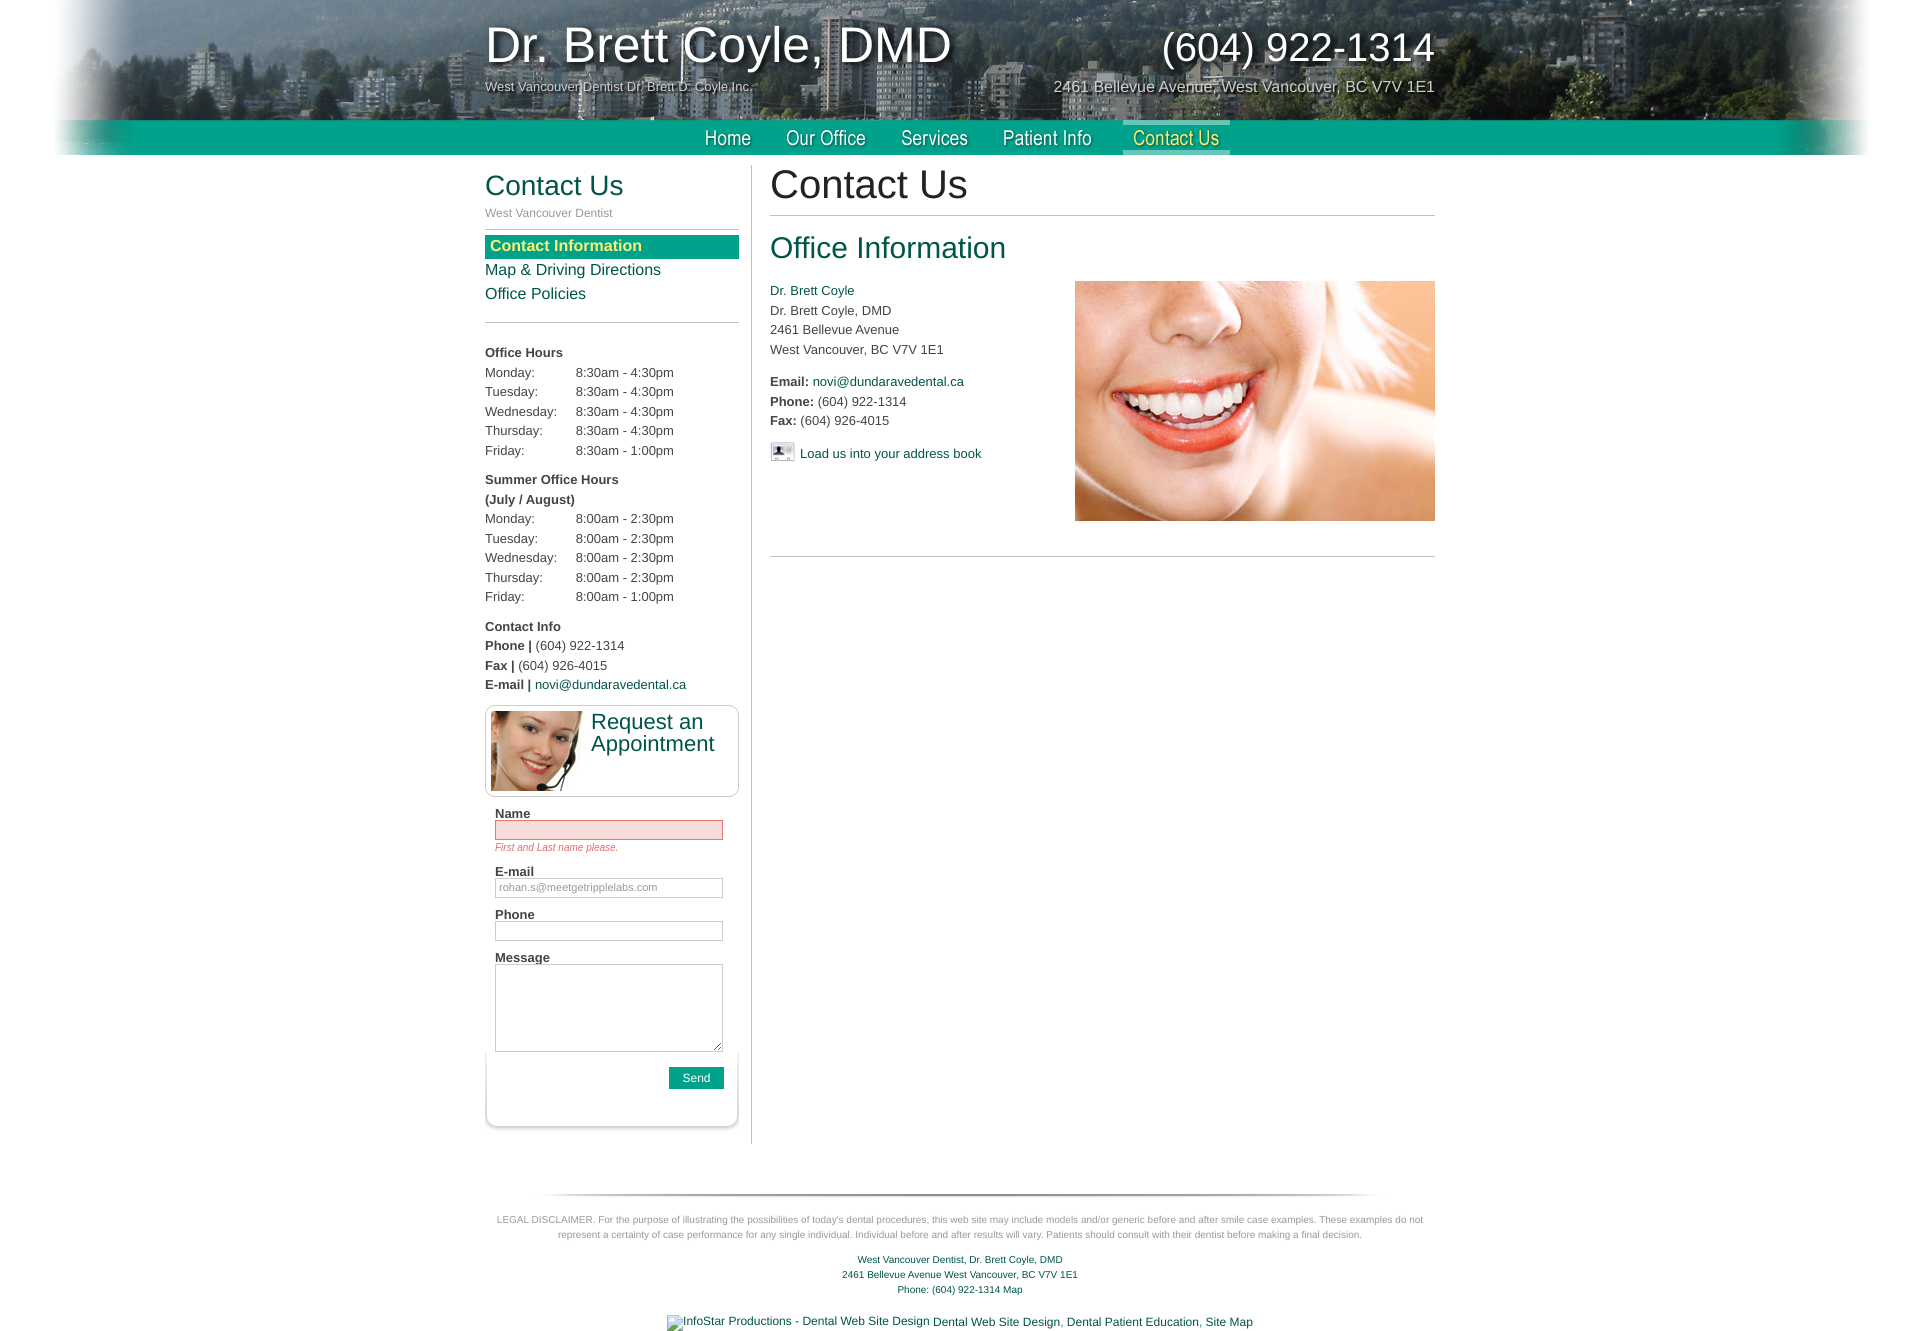 Dr. Brett Coyle, DMD
(604) 922-1314
West Vancouver Dentist Dr. Brett D. Coyle,Inc.
2461 Bellevue Avenue, West Vancouver, BC V7V 1E1
Home Our Office Services Patient Info Contact Us
Contact Us
West Vancouver Dentist
Contact Information
Map & Driving Directions
Office Policies
Office Hours
Monday: 8:30am - 4:30pm
Tuesday: 8:30am - 4:30pm
Wednesday: 8:30am - 4:30pm
Thursday: 8:30am - 4:30pm
Friday: 8:30am - 1:00pm
Summer Office Hours
(July / August)
Monday: 8:00am - 2:30pm
Tuesday: 8:00am - 2:30pm
Wednesday: 8:00am - 2:30pm
Thursday: 8:00am - 2:30pm
Friday: 8:00am - 1:00pm
Contact Info
Phone | (604) 922-1314
Fax | (604) 926-4015
E-mail | novi@dundaravedental.ca
Request an
Appointment
Name
First and Last name please.
E-mail
rohan.s@meetgetripplelabs.com
Phone
Message
Send
Contact Us
Office Information
Dr. Brett Coyle
Dr. Brett Coyle, DMD
2461 Bellevue Avenue
West Vancouver, BC V7V 1E1
Email: novi@dundaravedental.ca
Phone: (604) 922-1314
Fax: (604) 926-4015
Load us into your address book
LEGAL DISCLAIMER. For the purpose of illustrating the possibilities of today's dental procedures, this web site may include models and/or generic before and after smile case examples. These examples do not
represent a certainty of case performance for any single individual. Individual before and after results will vary. Patients should consult with their dentist before making a final decision.
West Vancouver Dentist, Dr. Brett Coyle, DMD
2461 Bellevue Avenue West Vancouver, BC V7V 1E1
Phone: (604) 922-1314 Map
InfoStar Productions - Dental Web Site Design Dental Web Site Design, Dental Patient Education, Site Map